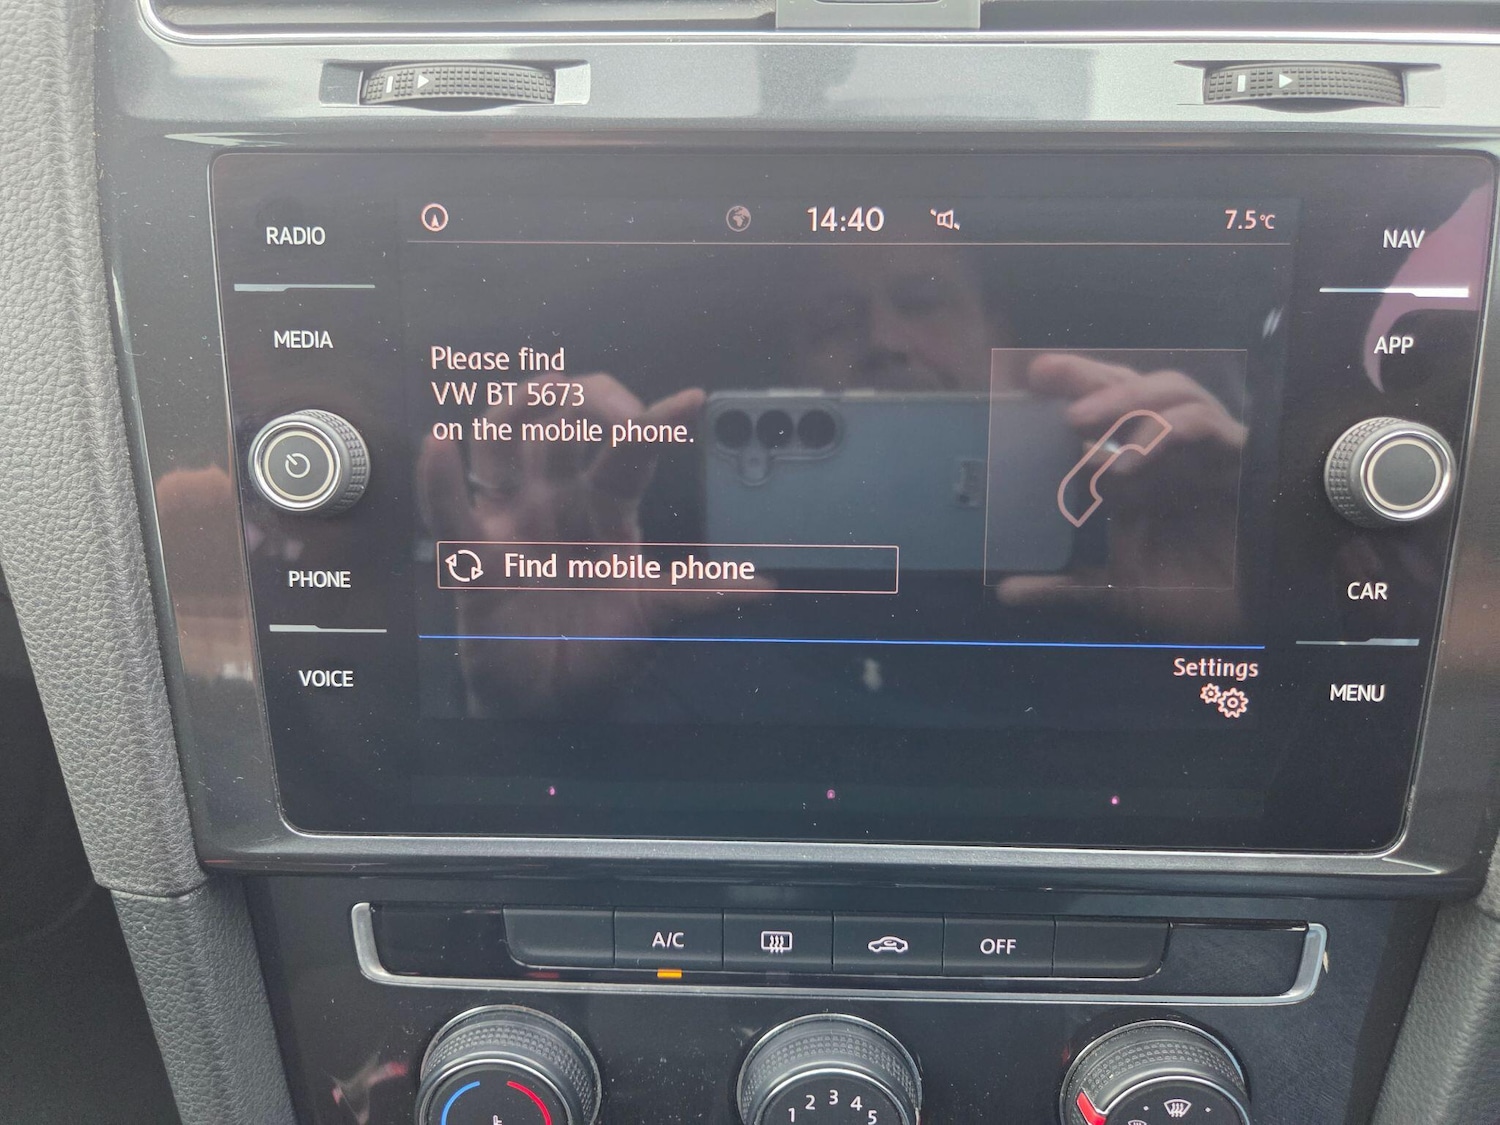 RADIO
14:40
7.5°C
NAV
MEDIA
APP
Please find
VW BT 5673
on the mobile phone.
Find mobile phone
PHONE
CAR
VOICE
Settings
MENU
A/C
OFF
1 2 3 4 5